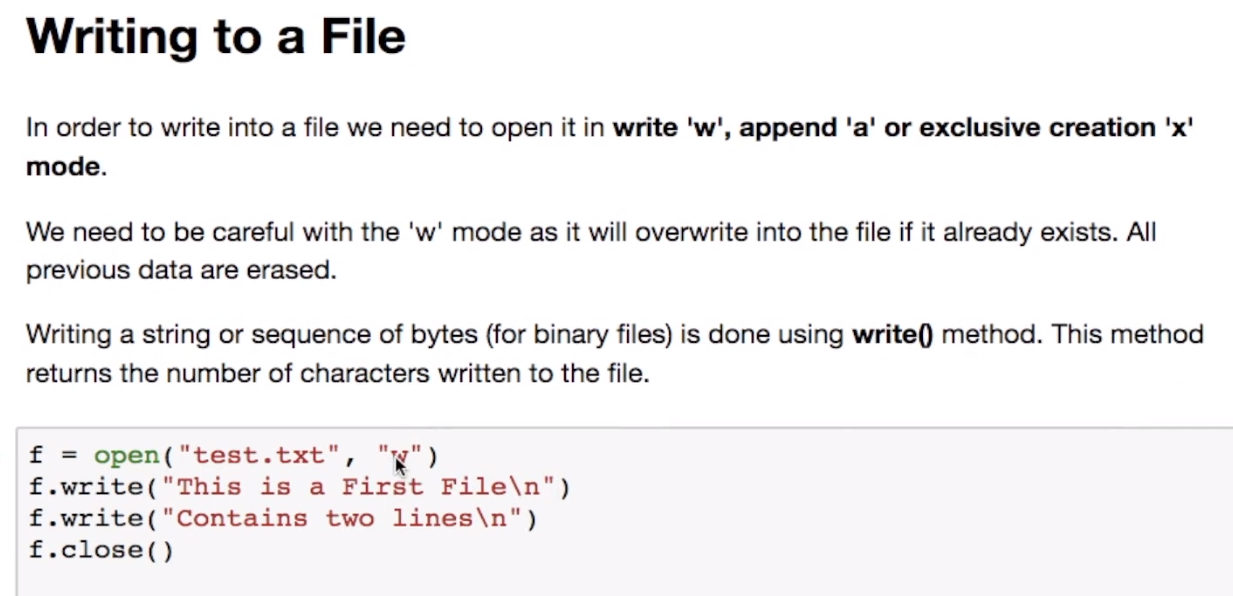 Writing to a File
In order to write into a file we need to open it in write 'w', append 'a' or exclusive creation 'x'
mode.
We need to be careful with the 'w' mode as it will overwrite into the file if it already exists. All
previous data are erased.
Writing a string or sequence of bytes (for binary files) is done using write() method. This method
returns the number of characters written to the file.
f = open("test.txt", "w")
f.write("This is a First File\n")
f.write("Contains two lines\n")
f.close()